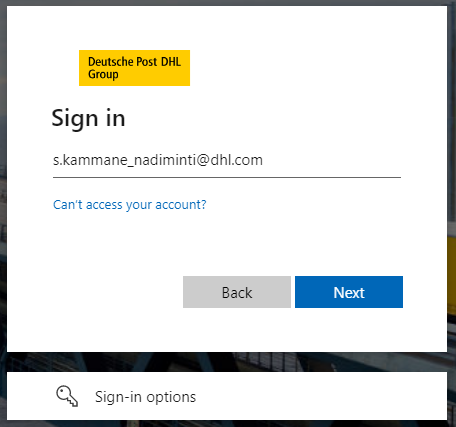 Deutsche Post DHL
Group
Sign in
s.kammane_nadiminti@dhl.com
Can't access your account?
Back
Next
Sign-in options